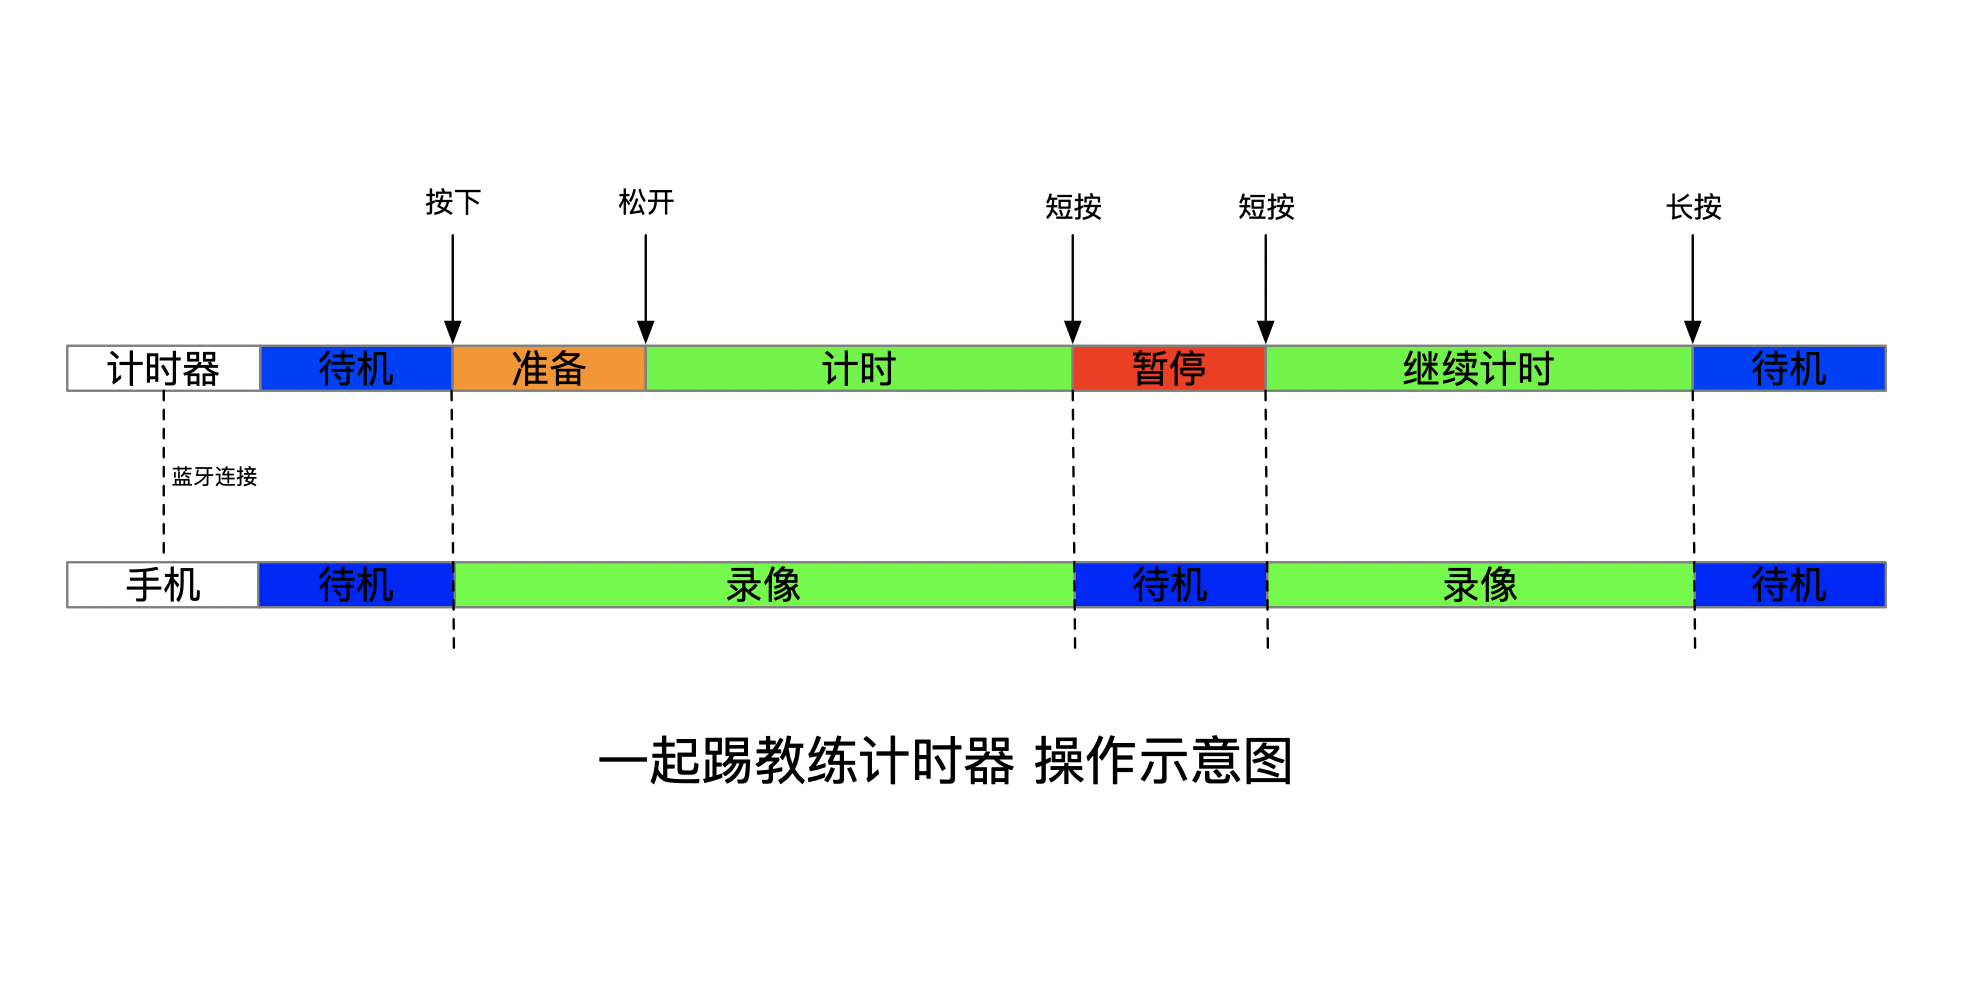 按下 松开 短按 短按 长按
计时器 待机 准备 计时 暂停 继续计时 待机
蓝牙连接
手机 待机 录像 待机 录像 待机
一起踢教练计时器 操作示意图